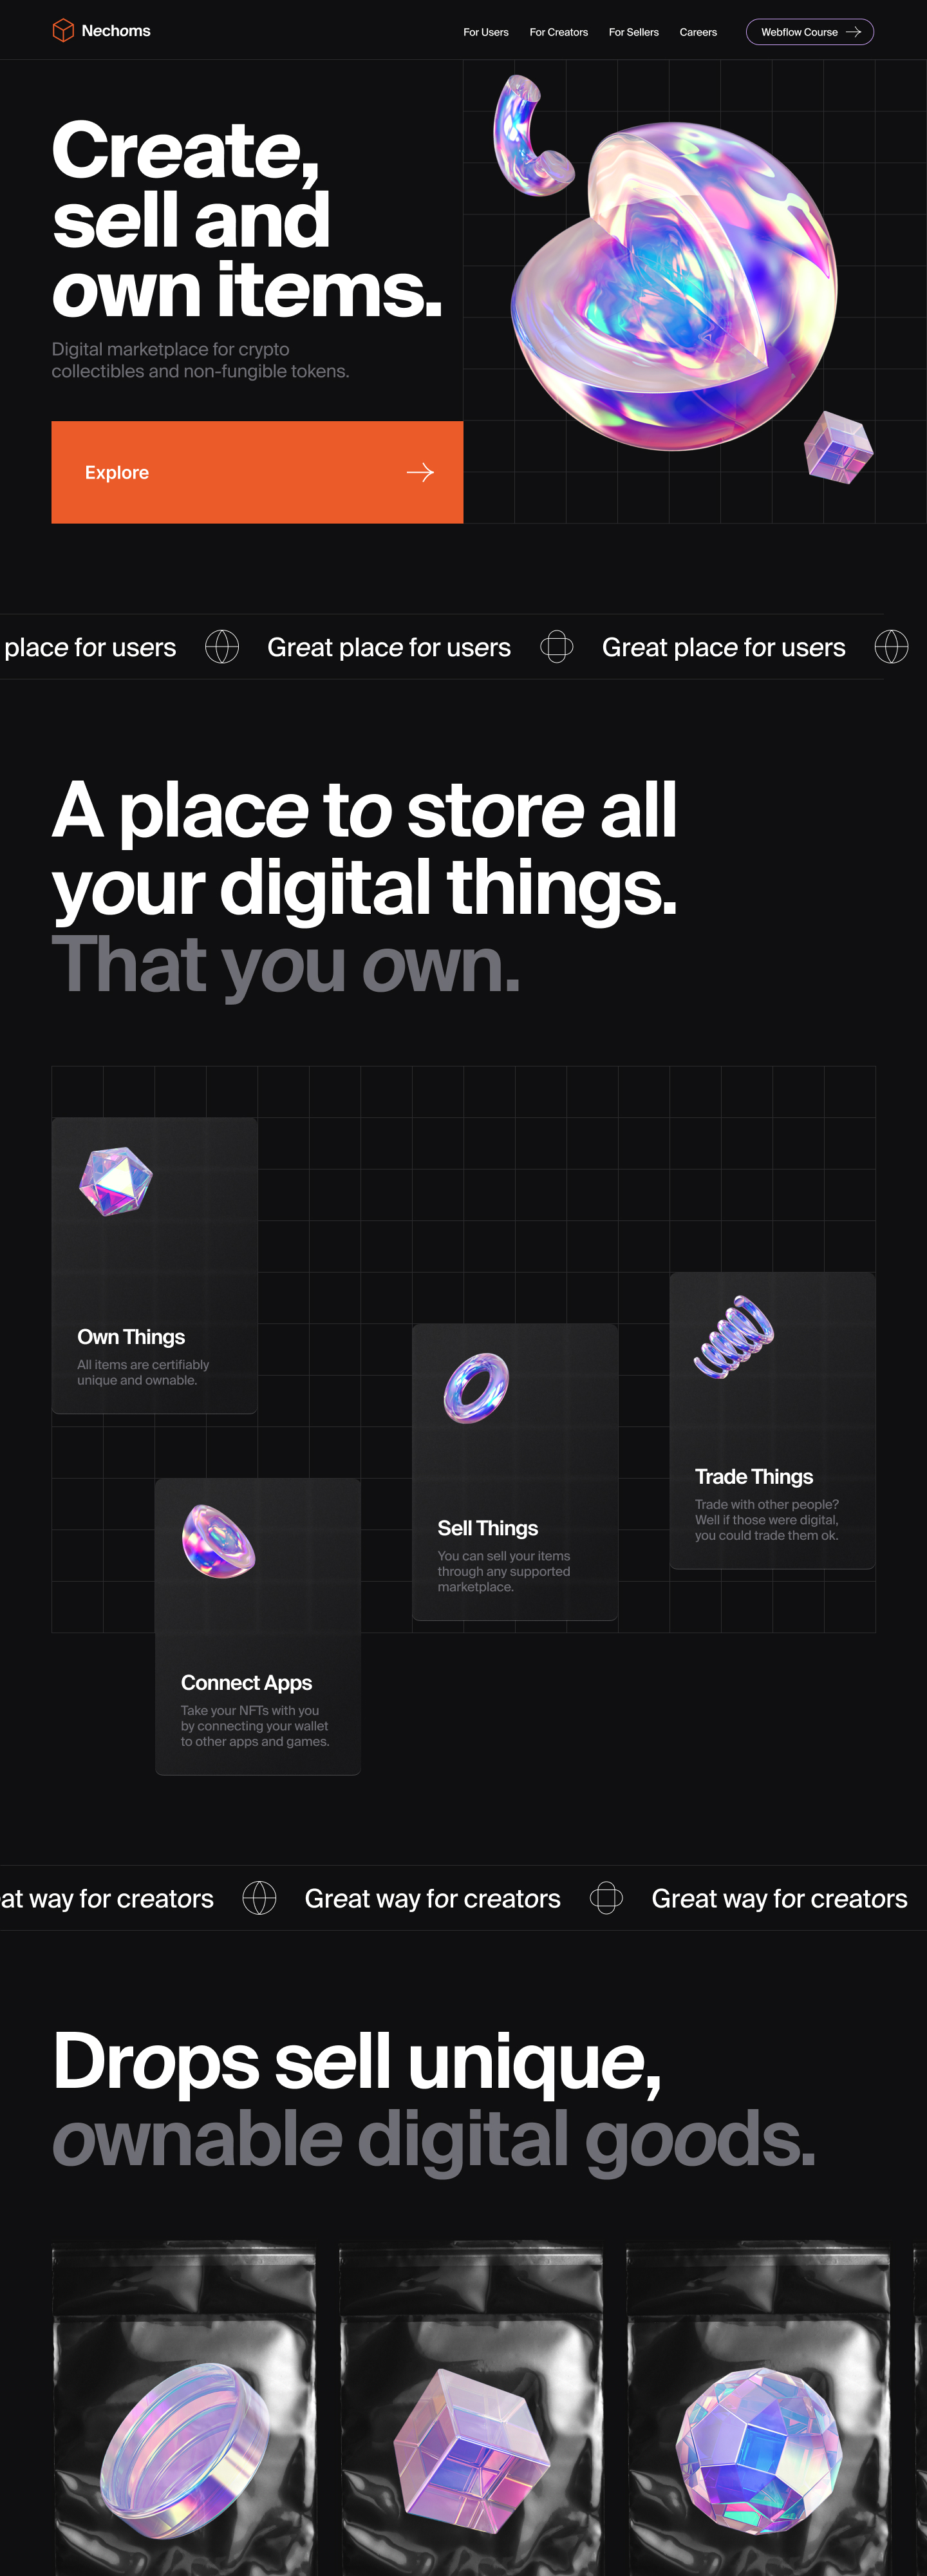 Nechoms
For Users
For Creators
For Sellers
Careers
Webflow Course
Create,
sell and
own items.
Digital marketplace for crypto
collectibles and non-fungible tokens.
Explore
place for users
Great place for users
Great place for users
A place to store all
your digital things.
That you own.
Own Things
All items are certifiably
unique and ownable.
Trade Things
Trade with other people?
Well if those were digital,
you could trade them ok.
Sell Things
You can sell your items
through any supported
marketplace.
Connect Apps
Take your NFTs with you
by connecting your wallet
to other apps and games.
at way for creators
Great way for creators
Great way for creators
Drops sell unique,
ownable digital goods.